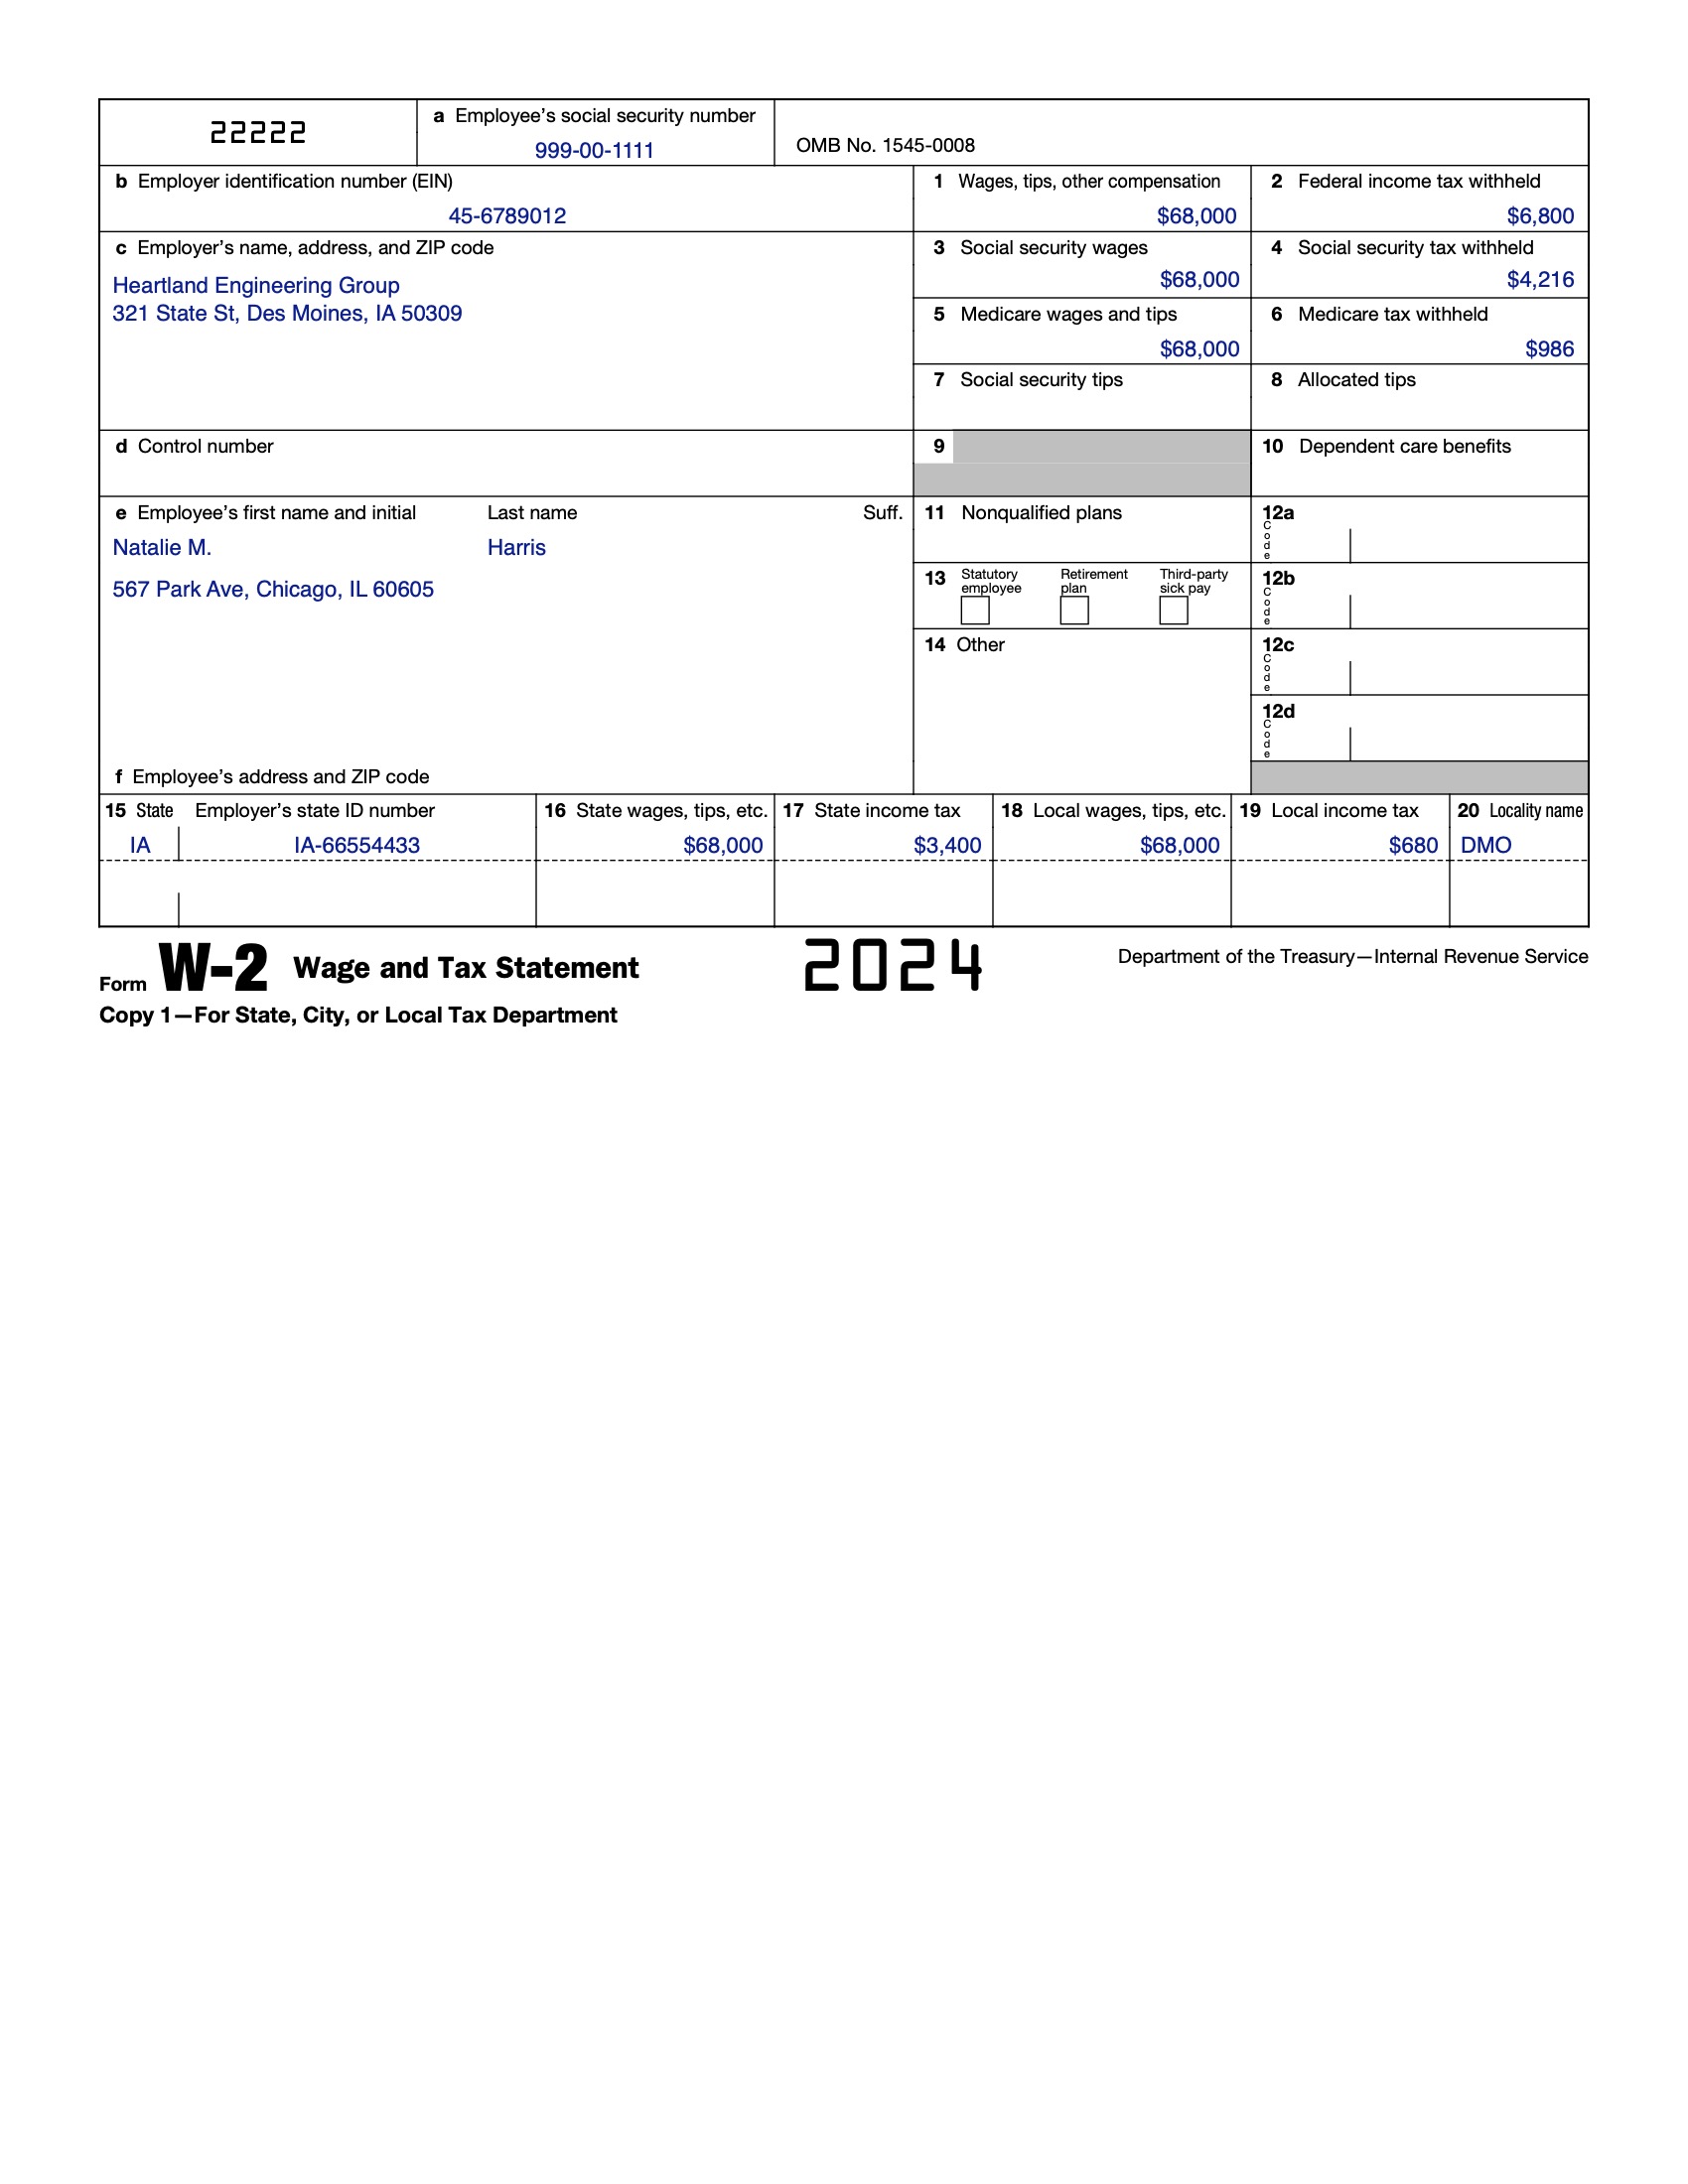 22222
a Employee's social security number
999-00-1111
OMB No. 1545-0008
b Employer identification number (EIN)
45-6789012
1 Wages, tips, other compensation
$68,000
2 Federal income tax withheld
$6,800
c Employer's name, address, and ZIP code
Heartland Engineering Group
321 State St, Des Moines, IA 50309
3 Social security wages
$68,000
4 Social security tax withheld
$4,216
5 Medicare wages and tips
$68,000
6 Medicare tax withheld
$986
7 Social security tips
8 Allocated tips
d Control number
9
10 Dependent care benefits
e Employee's first name and initial
Last name
Suff.
Natalie M.
Harris
567 Park Ave, Chicago, IL 60605
f Employee's address and ZIP code
11 Nonqualified plans
12a
Code
13
Statutory
employee
Retirement
plan
Third-party
sick pay
12b
Code
14 Other
12c
Code
12d
Code
15 State
Employer's state ID number
16 State wages, tips, etc.
17 State income tax
18 Local wages, tips, etc.
19 Local income tax
20 Locality name
IA
IA-66554433
$68,000
$3,400
$68,000
$680
DMO
Form W-2 Wage and Tax Statement
2024
Department of the Treasury—Internal Revenue Service
Copy 1—For State, City, or Local Tax Department